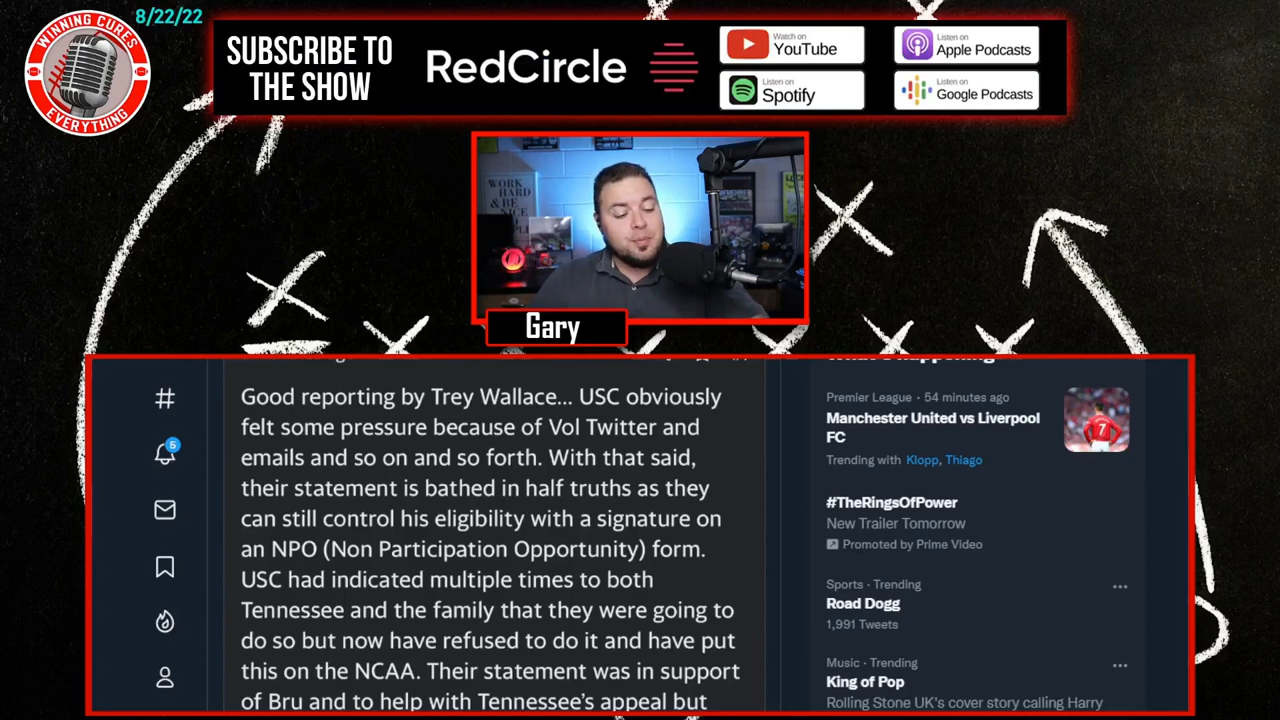 8/22/22
WINNING CURES
EVERYTHING
SUBSCRIBE TO
THE SHOW
RedCircle
Watch on
YouTube
Listen on
Apple Podcasts
Listen on
Spotify
Listen on
Google Podcasts
WORK
HARD
& BE
NICE
Gary
Good reporting by Trey Wallace... USC obviously
felt some pressure because of Vol Twitter and
emails and so on and so forth. With that said,
their statement is bathed in half truths as they
can still control his eligibility with a signature on
an NPO (Non Participation Opportunity) form.
USC had indicated multiple times to both
Tennessee and the family that they were going to
do so but now have refused to do it and have put
this on the NCAA. Their statement was in support
of Bru and to help with Tennessee's appeal but
5
Premier League · 54 minutes ago
Manchester United vs Liverpool
FC
Trending with Klopp, Thiago
7
#TheRingsOfPower
New Trailer Tomorrow
Promoted by Prime Video
Sports · Trending
Road Dogg
1,991 Tweets
Music · Trending
King of Pop
Rolling Stone UK's cover story calling Harry